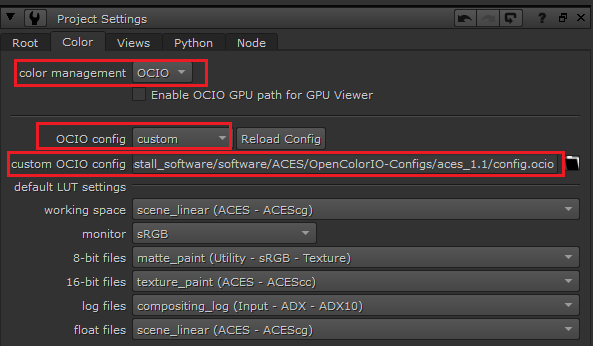 Project Settings
Root Color Views Python Node
color management OCIO
Enable OCIO GPU path for GPU Viewer
OCIO config custom Reload Config
custom OCIO config stall_software/software/ACES/OpenColorIO-Configs/aces_1.1/config.ocio
default LUT settings
working space scene_linear (ACES - ACEScg)
monitor sRGB
8-bit files matte_paint (Utility - sRGB - Texture)
16-bit files texture_paint (ACES - ACEScc)
log files compositing_log (Input - ADX - ADX10)
float files scene_linear (ACES - ACEScg)